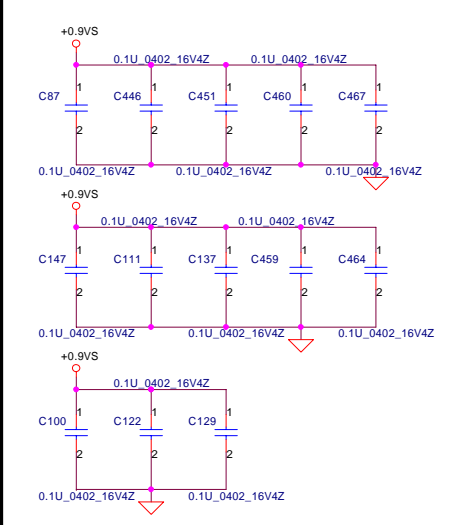 +0.9VS
0.1U_0402_16V4Z 0.1U_0402_16V4Z
1 1 1 1 1
C87 C446 C451 C460 C467
2 2 2 2 2
0.1U_0402_16V4Z 0.1U_0402_16V4Z 0.1U_0402_16V4Z
+0.9VS
0.1U_0402_16V4Z 0.1U_0402_16V4Z
1 1 1 1 1
C147 C111 C137 C459 C464
2 2 2 2 2
0.1U_0402_16V4Z 0.1U_0402_16V4Z 0.1U_0402_16V4Z
+0.9VS
0.1U_0402_16V4Z
1 1 1
C100 C122 C129
2 2 2
0.1U_0402_16V4Z 0.1U_0402_16V4Z